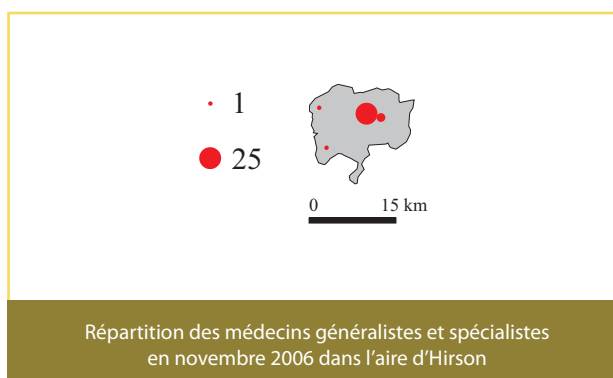 1
25
0 15 km
Répartition des médecins généralistes et spécialistes
en novembre 2006 dans l'aire d'Hirson